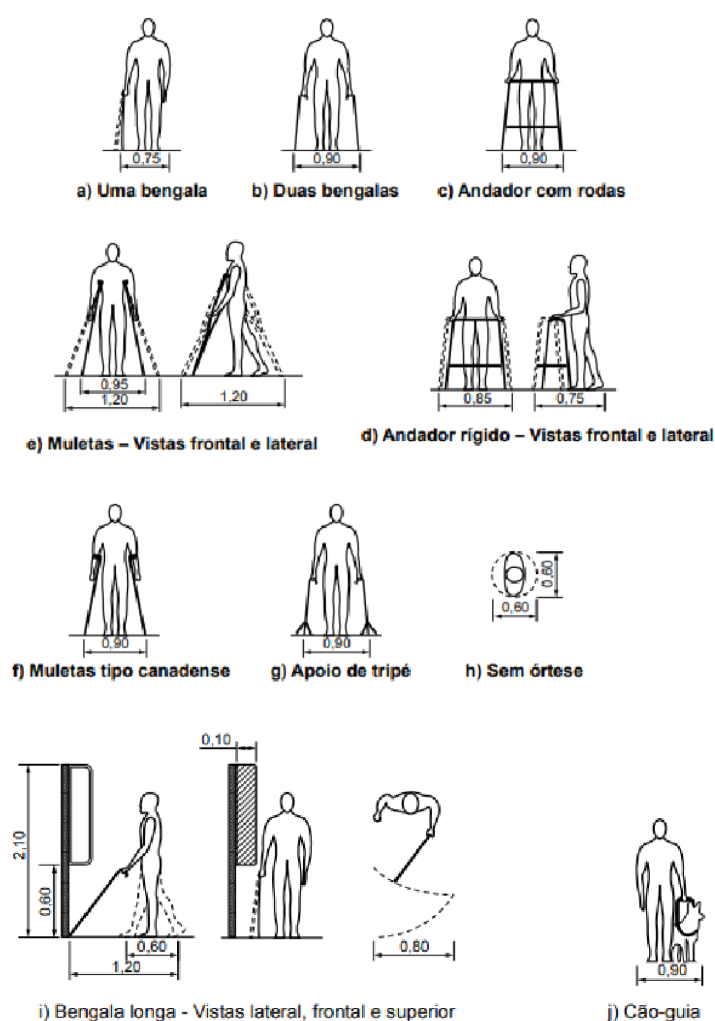 0,75
0,90
0,90
a) Uma bengala
b) Duas bengalas
c) Andador com rodas
0,95
1,20
1,20
0,85
0,75
e) Muletas – Vistas frontal e lateral
d) Andador rígido – Vistas frontal e lateral
0,90
0,90
0,60
0,60
f) Muletas tipo canadense
g) Apoio de tripé
h) Sem órtese
0,10
2,10
0,60
0,60
1,20
0,80
0,90
i) Bengala longa - Vistas lateral, frontal e superior
j) Cão-guia